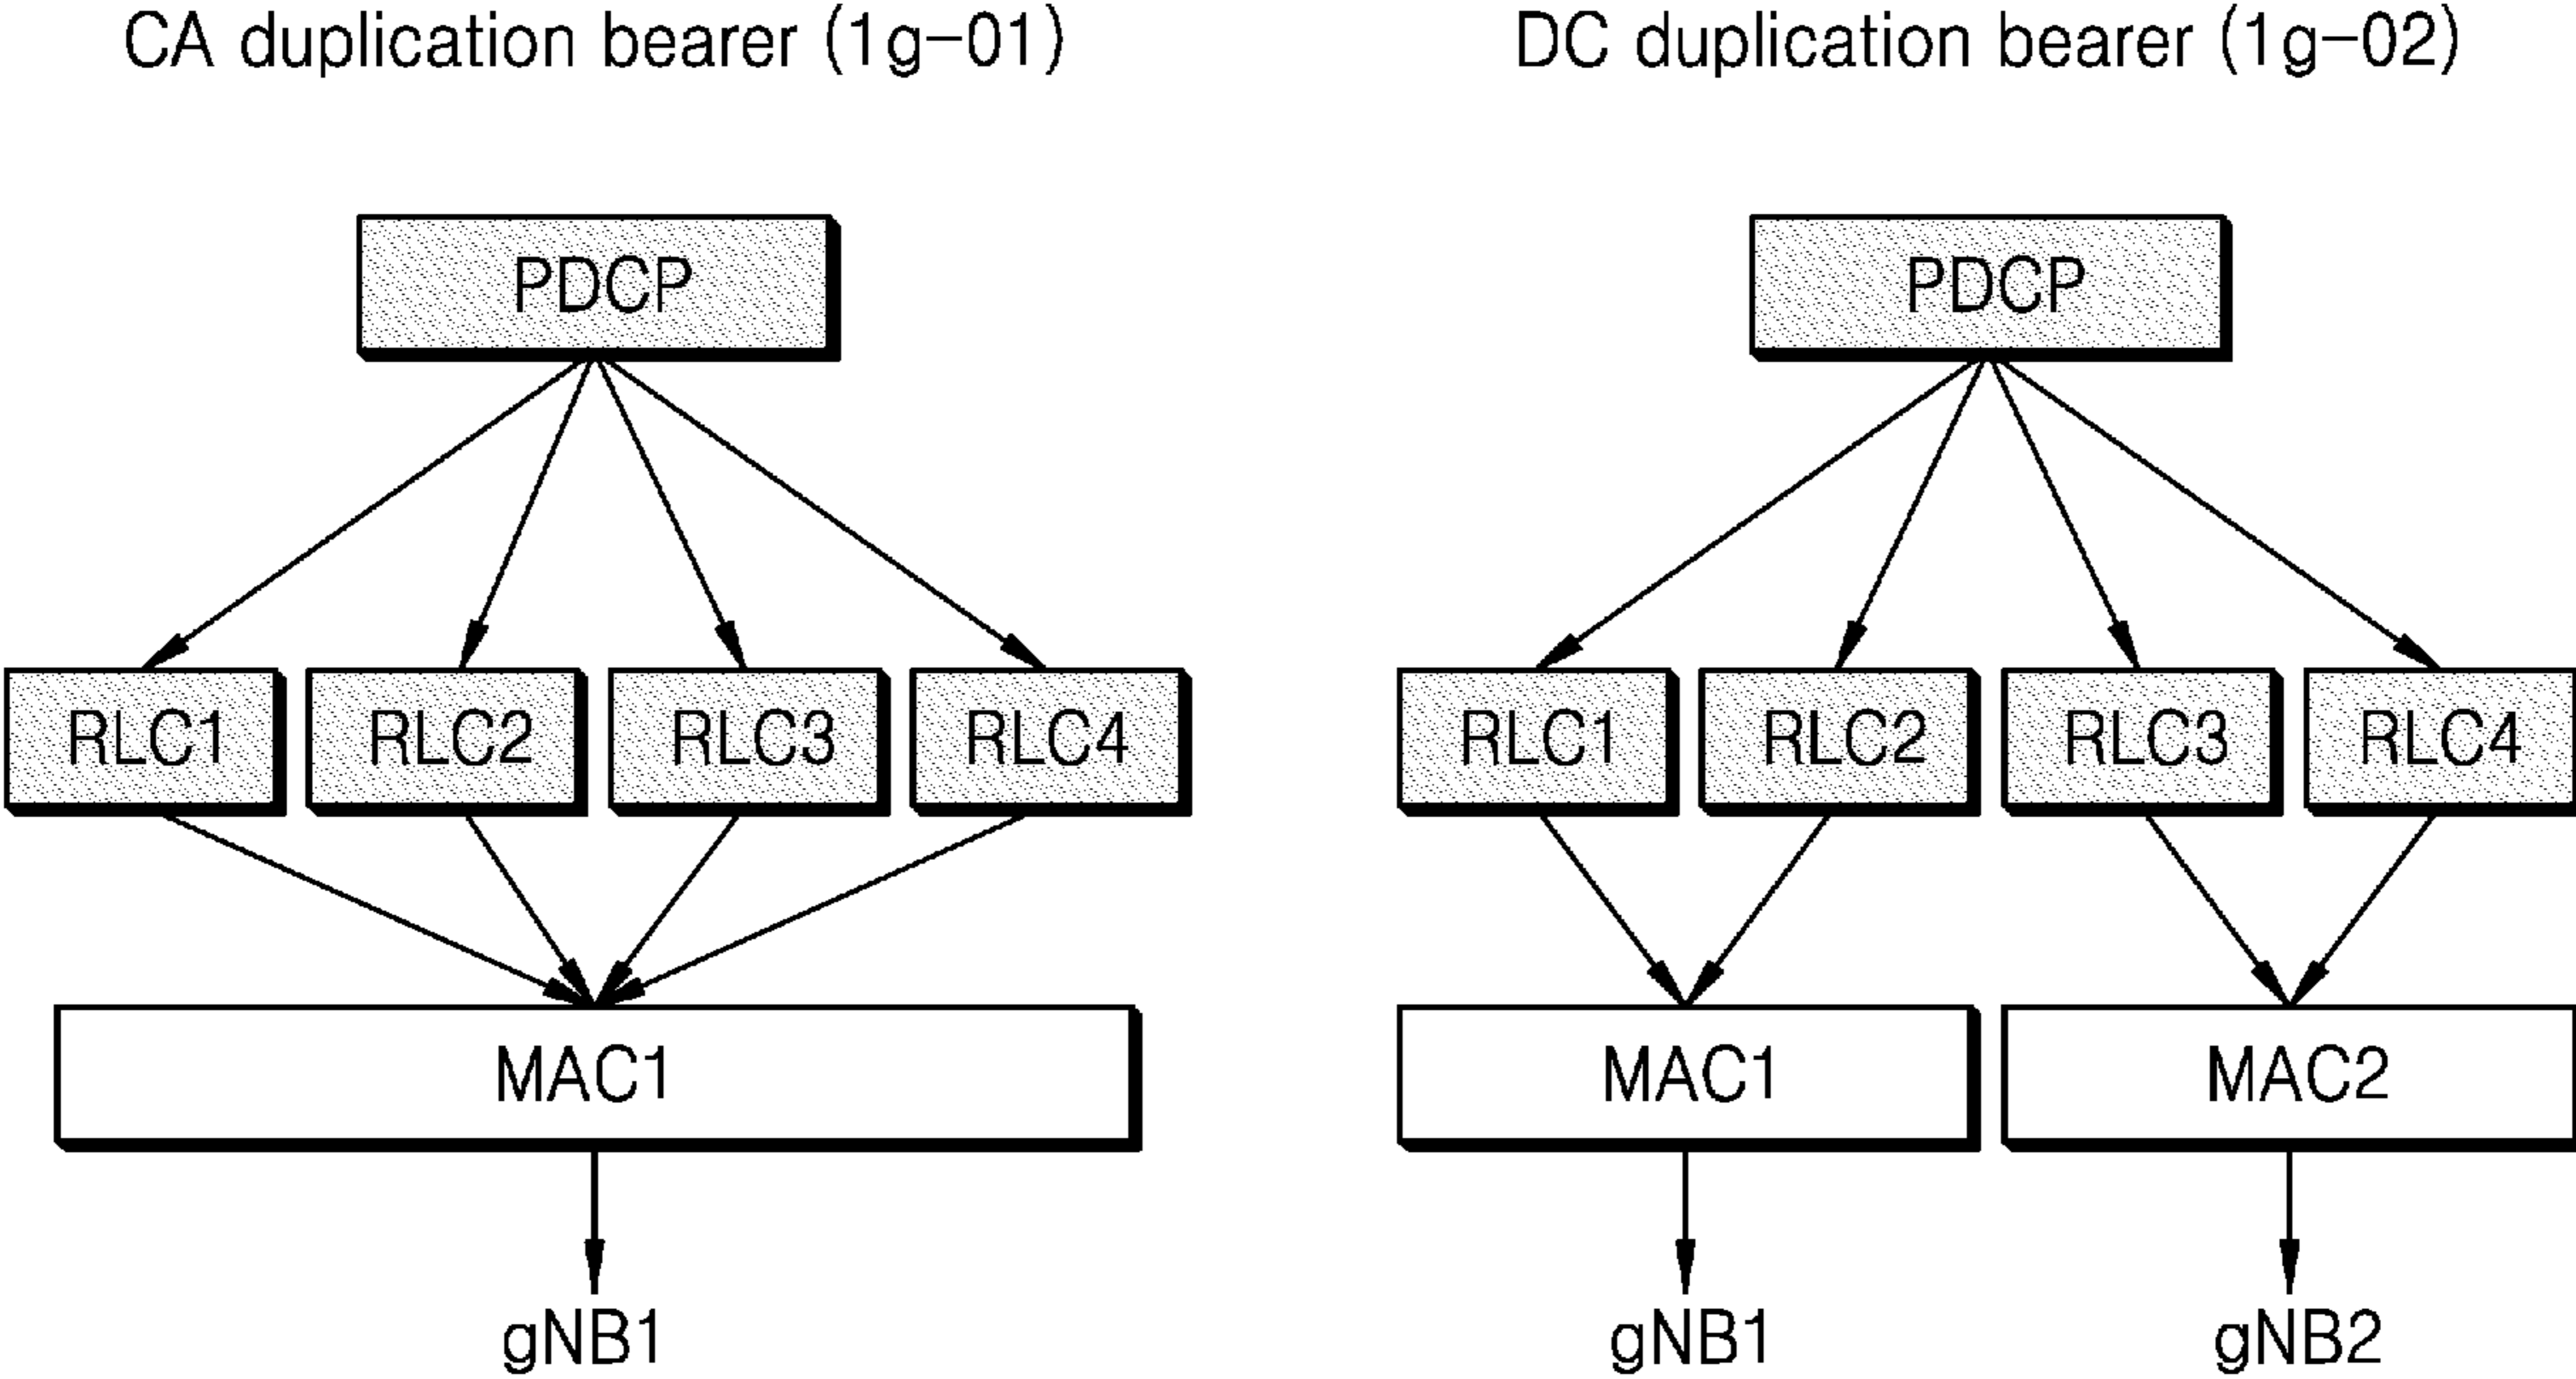 CA duplication bearer (1g-01)
DC duplication bearer (1g-02)
PDCP
PDCP
RLC1
RLC2
RLC3
RLC4
RLC1
RLC2
RLC3
RLC4
MAC1
MAC1
MAC2
gNB1
gNB1
gNB2